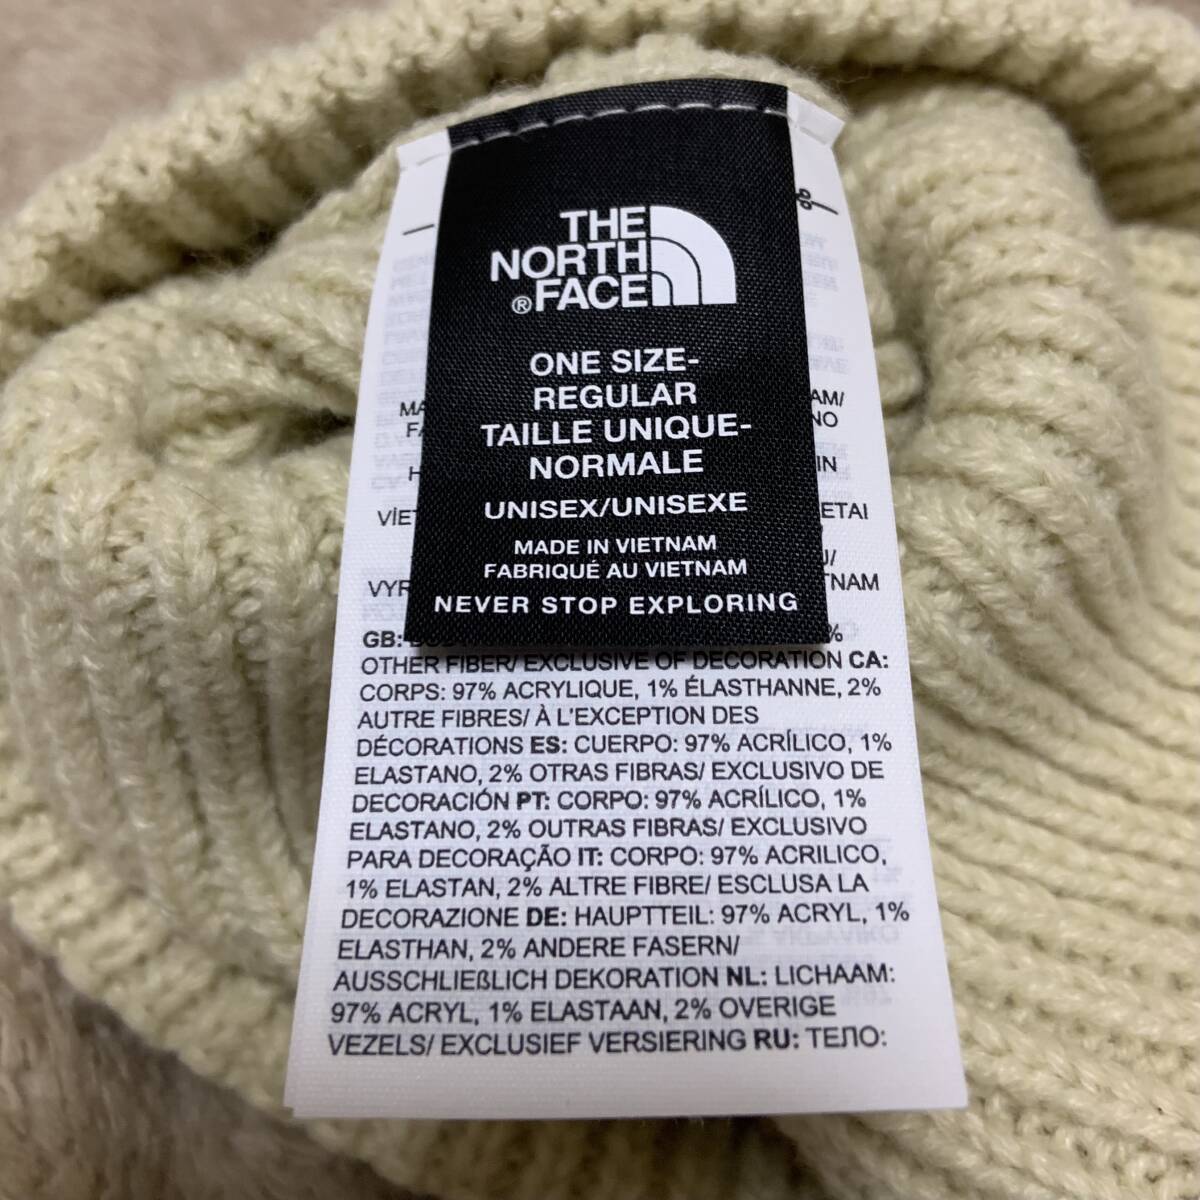 THE
NORTH
®FACE
ONE SIZE-
REGULAR
TAILLE UNIQUE-
NORMALE
UNISEX/UNISEXE
MADE IN VIETNAM
FABRIQUÉ AU VIETNAM
NEVER STOP EXPLORING
GB:
OTHER FIBER/ EXCLUSIVE OF DECORATION CA:
CORPS: 97% ACRYLIQUE, 1% ÉLASTHANNE, 2%
AUTRE FIBRES/ À L'EXCEPTION DES
DÉCORATIONS ES: CUERPO: 97% ACRÍLICO, 1%
ELASTANO, 2% OTRAS FIBRAS/ EXCLUSIVO DE
DECORACIÓN PT: CORPO: 97% ACRÍLICO, 1%
ELASTANO, 2% OUTRAS FIBRAS/ EXCLUSIVO
PARA DECORAÇÃO IT: CORPO: 97% ACRILICO,
1% ELASTAN, 2% ALTRE FIBRE/ ESCLUSA LA
DECORAZIONE DE: HAUPTTEIL: 97% ACRYL, 1%
ELASTHAN, 2% ANDERE FASERN/
AUSSCHLIEßLICH DEKORATION NL: LICHAAM:
97% ACRYL, 1% ELASTAAN, 2% OVERIGE
VEZELS/ EXCLUSIEF VERSIERING RU: ТЕЛО: